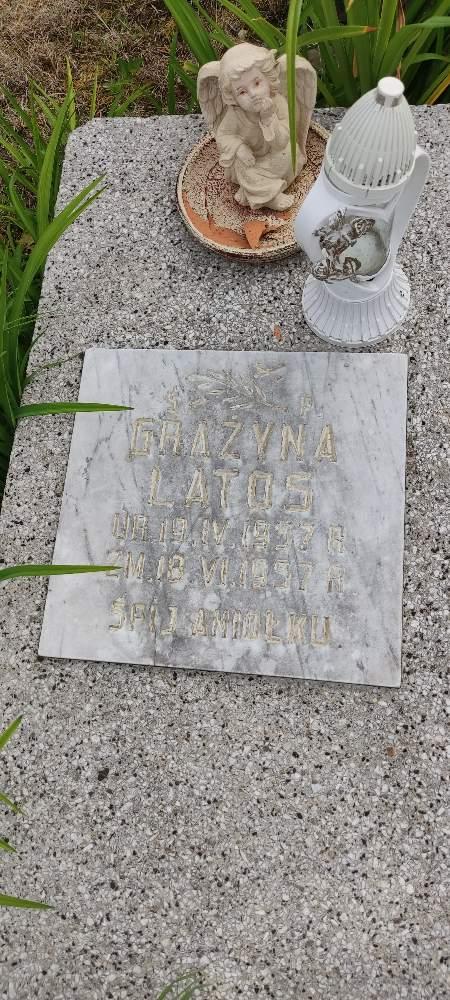 Ś P.
GRAŻYNA
LATOS
UR. 19. IV. 1957 R.
ZM. 18. VI. 1957 R.
ŚPIJ ANIOŁKU